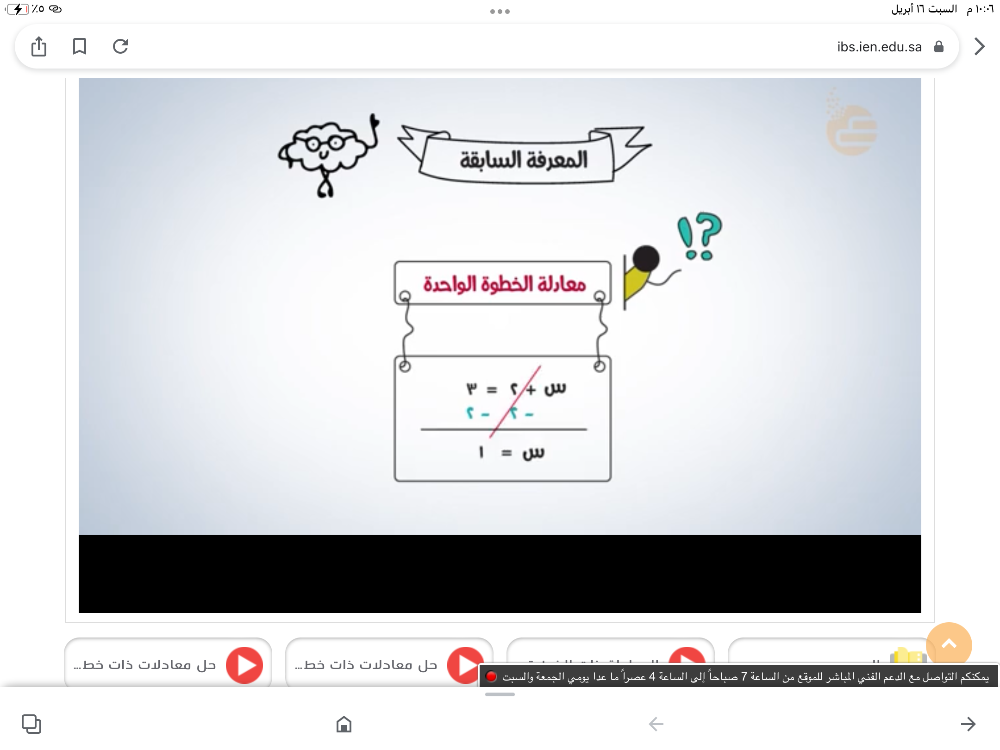 ١٠:٠٦ م السبت ١٦ أبريل
٪٥
ibs.ien.edu.sa
المعرفة السابقة
!?
معادلة الخطوة الواحدة
س + ٢ = ٣
- ٢ - ٢
س = ١
حل معادلات ذات خط...
حل معادلات ذات خط...
يمكنكم التواصل مع الدعم الفني المباشر للموقع من الساعة 7 صباحاً إلى الساعة 4 عصراً ما عدا يومي الجمعة والسبت